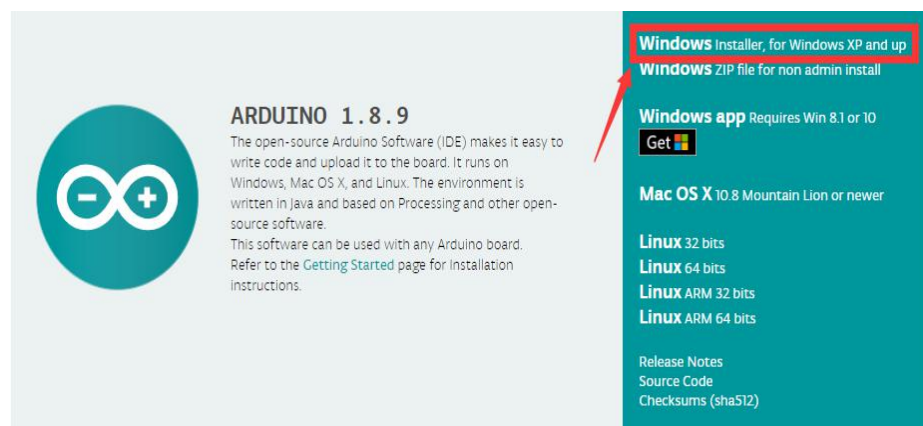 ARDUINO 1.8.9
The open-source Arduino Software (IDE) makes it easy to
write code and upload it to the board. It runs on
Windows, Mac OS X, and Linux. The environment is
written in Java and based on Processing and other open-
source software.
This software can be used with any Arduino board.
Refer to the Getting Started page for Installation
instructions.
Windows Installer, for Windows XP and up
Windows ZIP file for non admin install
Windows app Requires Win 8.1 or 10
Get
Mac OS X 10.8 Mountain Lion or newer
Linux 32 bits
Linux 64 bits
Linux ARM 32 bits
Linux ARM 64 bits
Release Notes
Source Code
Checksums (sha512)